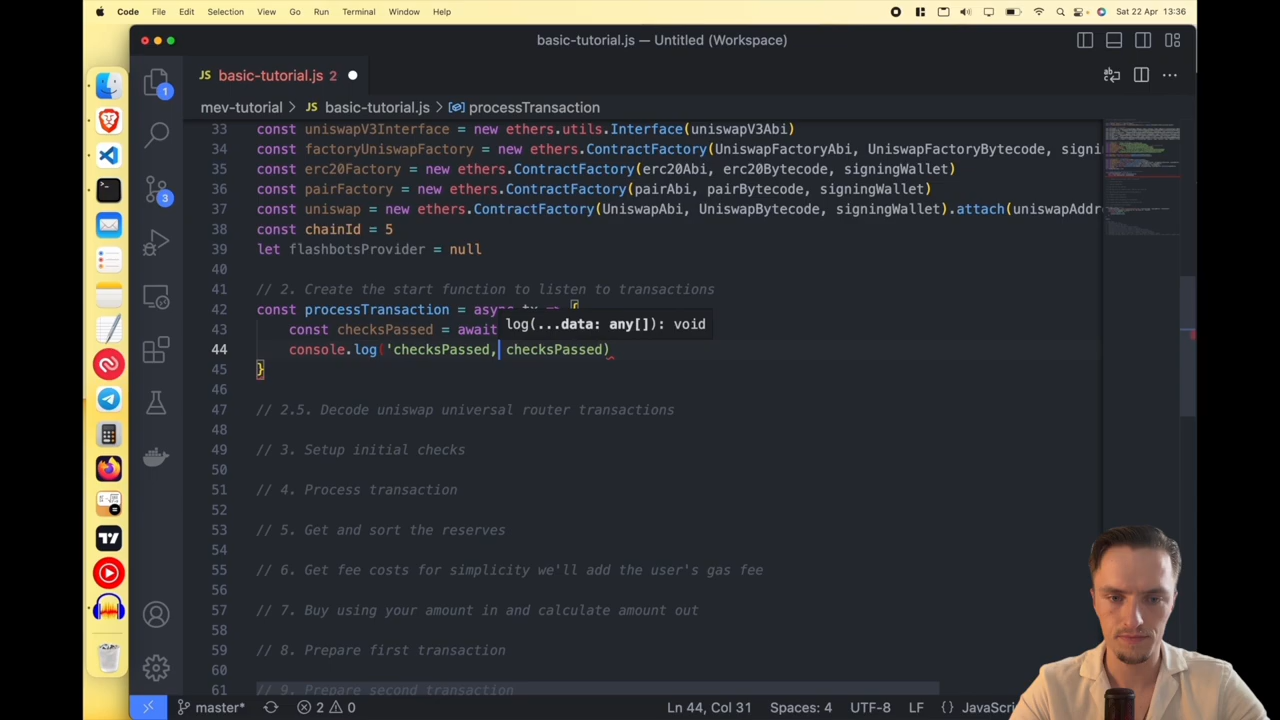 Code File Edit Selection View Go Run Terminal Window Help Sat 22 Apr 13:36
basic-tutorial.js — Untitled (Workspace)
JS basic-tutorial.js 2
mev-tutorial > JS basic-tutorial.js > processTransaction
33 const uniswapV3Interface = new ethers.utils.Interface(uniswapV3Abi)
34 const factoryUniswapFactory = new ethers.ContractFactory(UniswapFactoryAbi, UniswapFactoryBytecode, signi
35 const erc20Factory = new ethers.ContractFactory(erc20Abi, erc20Bytecode, signingWallet)
36 const pairFactory = new ethers.ContractFactory(pairAbi, pairBytecode, signingWallet)
37 const uniswap = new ethers.ContractFactory(UniswapAbi, UniswapBytecode, signingWallet).attach(uniswapAddr
38 const chainId = 5
39 let flashbotsProvider = null
40
41 // 2. Create the start function to listen to transactions
42 const processTransaction = async tx => {
log(...data: any[]): void
43 const checksPassed = await
44 console.log('checksPassed, checksPassed)
45 }
46
47 // 2.5. Decode uniswap universal router transactions
48
49 // 3. Setup initial checks
50
51 // 4. Process transaction
52
53 // 5. Get and sort the reserves
54
55 // 6. Get fee costs for simplicity we'll add the user's gas fee
56
57 // 7. Buy using your amount in and calculate amount out
58
59 // 8. Prepare first transaction
60
61 // 9. Prepare second transaction
1
3
master* 2 0 Ln 44, Col 31 Spaces: 4 UTF-8 LF {} JavaScri